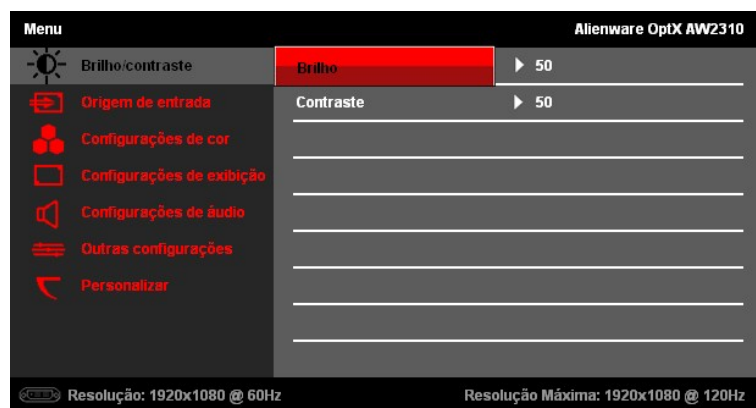 Menu Alienware OptX AW2310
Brilho/contraste Brilho 50
Origem de entrada Contraste 50
Configurações de cor
Configurações de exibição
Configurações de áudio
Outras configurações
Personalizar
Resolução: 1920x1080 @ 60Hz Resolução Máxima: 1920x1080 @ 120Hz